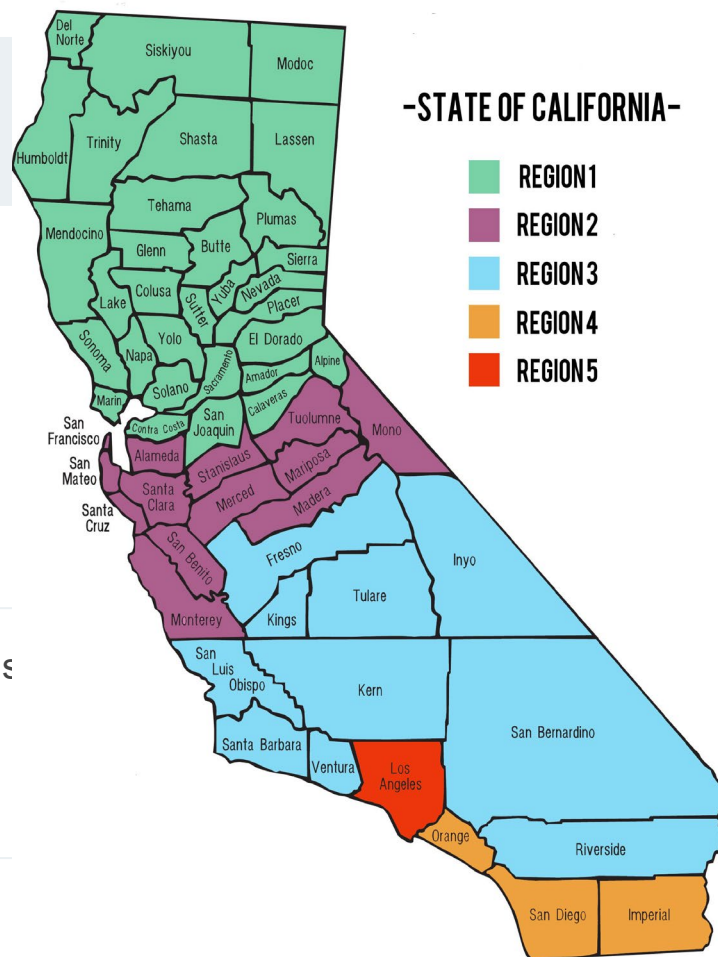 -STATE OF CALIFORNIA-
REGION 1
REGION 2
REGION 3
REGION 4
REGION 5
Del
Norte
Siskiyou
Modoc
Humboldt
Trinity
Shasta
Lassen
Tehama
Plumas
Mendocino
Glenn
Butte
Sierra
Lake
Colusa
Sutter
Yuba
Nevada
Placer
Sonoma
Napa
Yolo
El Dorado
Sacramento
Alpine
Amador
Marin
Solano
Calaveras
Contra Costa
San
Joaquin
Tuolumne
Mono
San
Francisco
Alameda
Stanislaus
Mariposa
San
Mateo
Santa
Clara
Merced
Madera
Santa
Cruz
San Benito
Fresno
Inyo
Monterey
Kings
Tulare
San
Luis
Obispo
Kern
San Bernardino
Santa Barbara
Ventura
Los
Angeles
Orange
Riverside
San Diego
Imperial
s